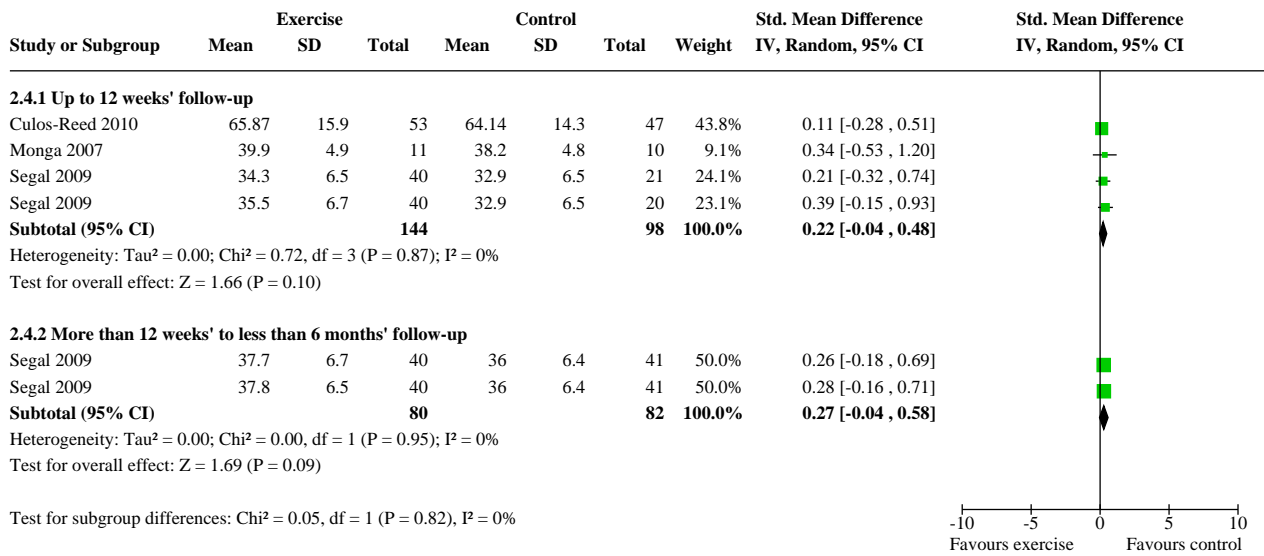 Exercise Control Std. Mean Difference Std. Mean Difference
Study or Subgroup Mean SD Total Mean SD Total Weight IV, Random, 95% CI IV, Random, 95% CI
2.4.1 Up to 12 weeks' follow-up
Culos-Reed 2010 65.87 15.9 53 64.14 14.3 47 43.8% 0.11 [-0.28 , 0.51]
Monga 2007 39.9 4.9 11 38.2 4.8 10 9.1% 0.34 [-0.53 , 1.20]
Segal 2009 34.3 6.5 40 32.9 6.5 21 24.1% 0.21 [-0.32 , 0.74]
Segal 2009 35.5 6.7 40 32.9 6.5 20 23.1% 0.39 [-0.15 , 0.93]
Subtotal (95% CI) 144 98 100.0% 0.22 [-0.04 , 0.48]
Heterogeneity: Tau² = 0.00; Chi² = 0.72, df = 3 (P = 0.87); I² = 0%
Test for overall effect: Z = 1.66 (P = 0.10)
2.4.2 More than 12 weeks' to less than 6 months' follow-up
Segal 2009 37.7 6.7 40 36 6.4 41 50.0% 0.26 [-0.18 , 0.69]
Segal 2009 37.8 6.5 40 36 6.4 41 50.0% 0.28 [-0.16 , 0.71]
Subtotal (95% CI) 80 82 100.0% 0.27 [-0.04 , 0.58]
Heterogeneity: Tau² = 0.00; Chi² = 0.00, df = 1 (P = 0.95); I² = 0%
Test for overall effect: Z = 1.69 (P = 0.09)
Test for subgroup differences: Chi² = 0.05, df = 1 (P = 0.82), I² = 0%
-10 -5 0 5 10
Favours exercise Favours control